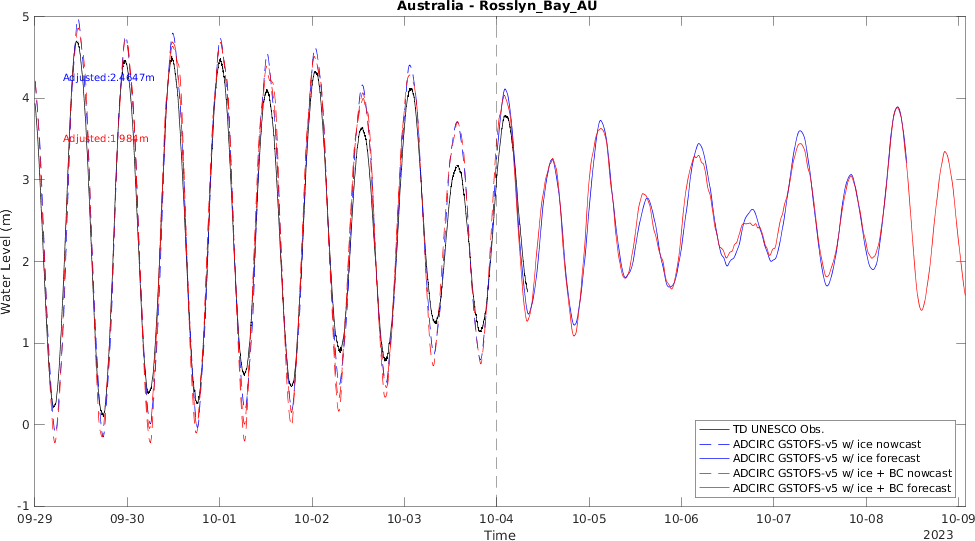 Australia - Rosslyn_Bay_AU
5
4
3
2
1
0
-1
Water Level (m)
Adjusted:2.4647m
Adjusted:1.984m
TD UNESCO Obs.
ADCIRC GSTOFS-v5 w/ ice nowcast
ADCIRC GSTOFS-v5 w/ ice forecast
ADCIRC GSTOFS-v5 w/ ice + BC nowcast
ADCIRC GSTOFS-v5 w/ ice + BC forecast
09-29 09-30 10-01 10-02 10-03 10-04 10-05 10-06 10-07 10-08 10-09
Time
2023